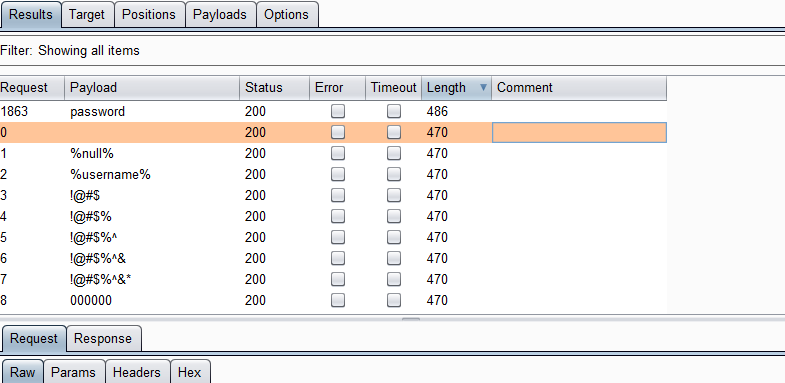 Results Target Positions Payloads Options
Filter: Showing all items
Request Payload Status Error Timeout Length Comment
1863 password 200 486
0 200 470
1 %null% 200 470
2 %username% 200 470
3 !@#$ 200 470
4 !@#$% 200 470
5 !@#$%^ 200 470
6 !@#$%^& 200 470
7 !@#$%^&* 200 470
8 000000 200 470
Request Response
Raw Params Headers Hex